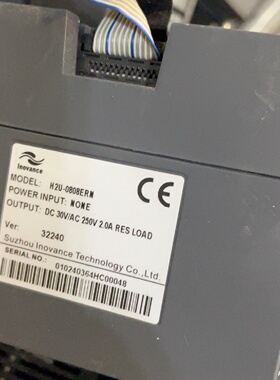 Inovance
MODEL: H2U-0808ERN
POWER INPUT: NONE
OUTPUT: DC 30V/AC 250V 2.0A RES LOAD
Ver: 32240
Suzhou Inovance Technology Co.,Ltd.
SERIAL NO.: 010240364HC00048
CE